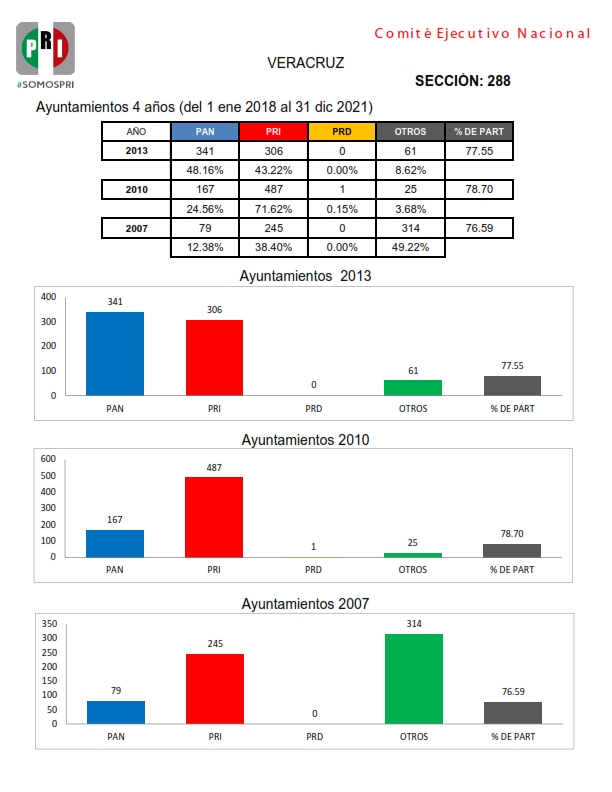 Comité Ejecutivo Nacional
PRI
#SOMOSPRI
VERACRUZ
SECCIÓN: 288
Ayuntamientos 4 años (del 1 ene 2018 al 31 dic 2021)
AÑO PAN PRI PRD OTROS % DE PART
2013 341 306 0 61 77.55
48.16% 43.22% 0.00% 8.62%
2010 167 487 1 25 78.70
24.56% 71.62% 0.15% 3.68%
2007 79 245 0 314 76.59
12.38% 38.40% 0.00% 49.22%
Ayuntamientos 2013
400
300
200
100
0
341 306 0 61 77.55
PAN PRI PRD OTROS % DE PART
Ayuntamientos 2010
600
500
400
300
200
100
0
167 487 1 25 78.70
PAN PRI PRD OTROS % DE PART
Ayuntamientos 2007
350
300
250
200
150
100
50
0
79 245 0 314 76.59
PAN PRI PRD OTROS % DE PART